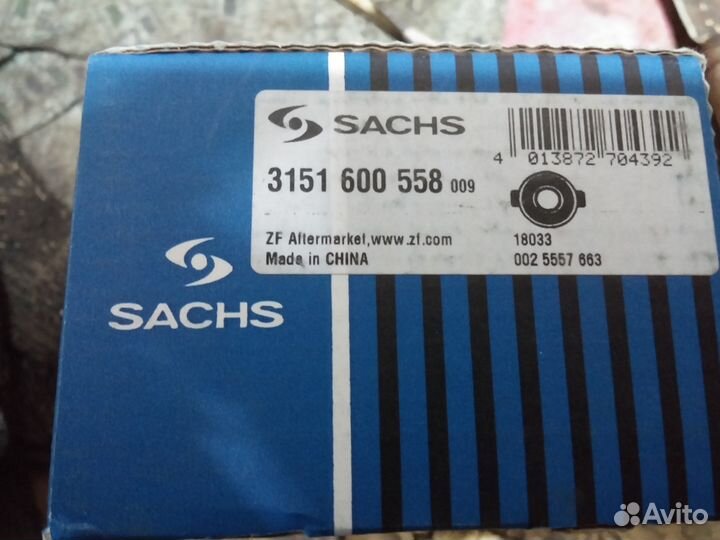 SACHS
3151 600 558 009
4 013872 704392
ZF Aftermarket,www.zf.com
Made in CHINA
18033
002 5557 663
SACHS
Avito